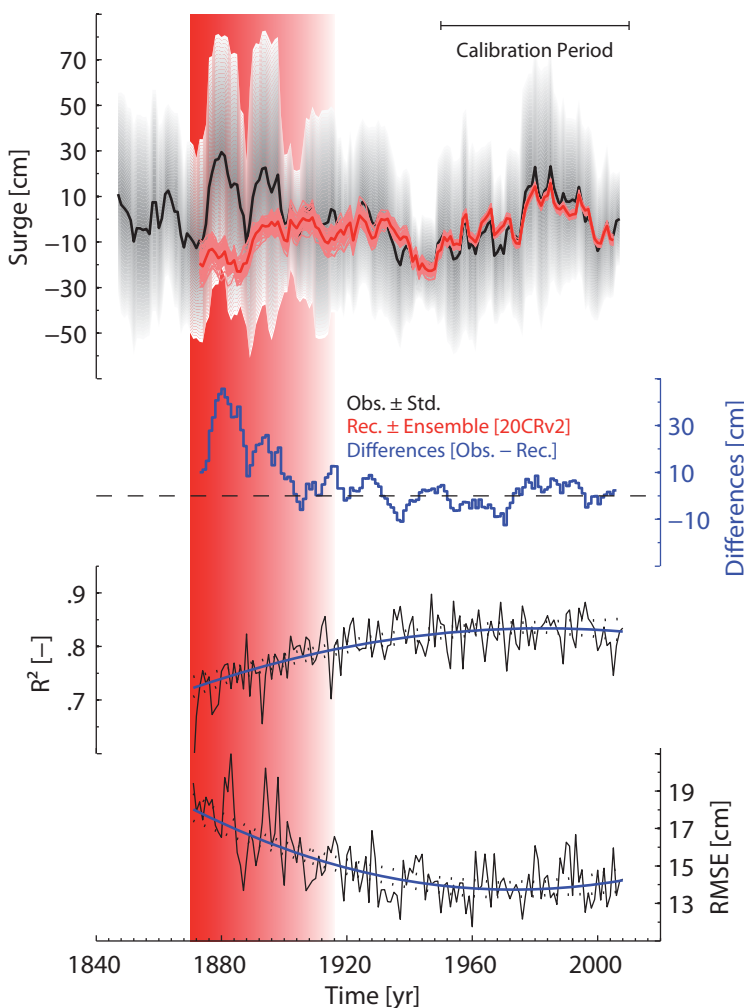 70
50
30
10
−10
−30
−50
Surge [cm]
Calibration Period
Obs. ± Std.
Rec. ± Ensemble [20CRv2]
Differences [Obs. − Rec.]
30
10
−10
Differences [cm]
.9
.8
.7
R² [−]
19
17
15
13
RMSE [cm]
1840 1880 1920 1960 2000
Time [yr]